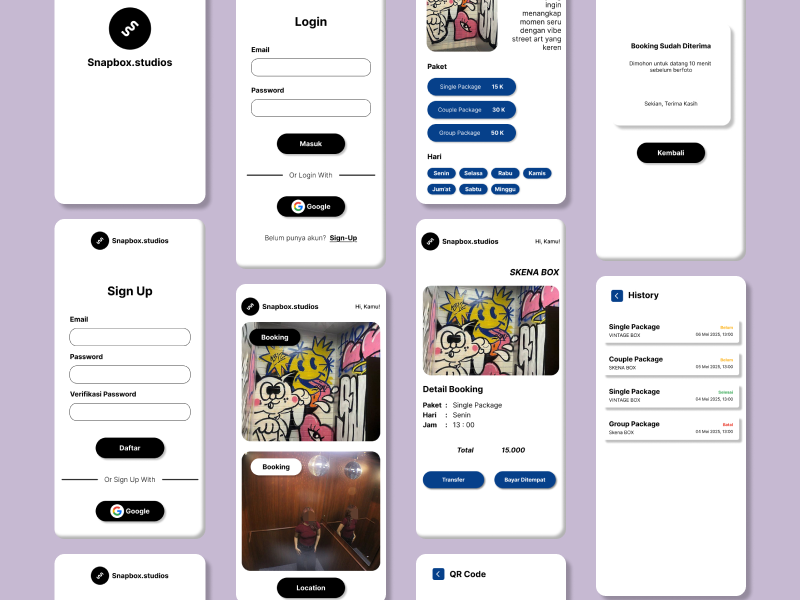 Snapbox.studios
Snapbox.studios
Sign Up
Email
Password
Verifikasi Password
Daftar
Or Sign Up With
Google
Snapbox.studios
Login
Email
Password
Masuk
Or Login With
Google
Belum punya akun? Sign-Up
Snapbox.studios
Hi, Kamu!
Booking
Booking
Location
ingin
menangkap
momen seru
dengan vibe
street art yang
keren
Paket
Single Package 15 K
Couple Package 30 K
Group Package 50 K
Hari
Senin Selasa Rabu Kamis
Jum'at Sabtu Minggu
Snapbox.studios
Hi, Kamu!
SKENA BOX
Detail Booking
Paket : Single Package
Hari : Senin
Jam : 13 : 00
Total 15.000
Transfer Bayar Ditempat
QR Code
Booking Sudah Diterima
Dimohon untuk datang 10 menit
sebelum berfoto
Sekian, Terima Kasih
Kembali
History
Single Package
VINTAGE BOX 06 Mei 2025, 13:00
Couple Package
SKENA BOX 05 Mei 2025, 13:00
Single Package
VINTAGE BOX 04 Mei 2025, 13:00
Group Package Batal
Skena BOX 04 Mei 2025, 13:00